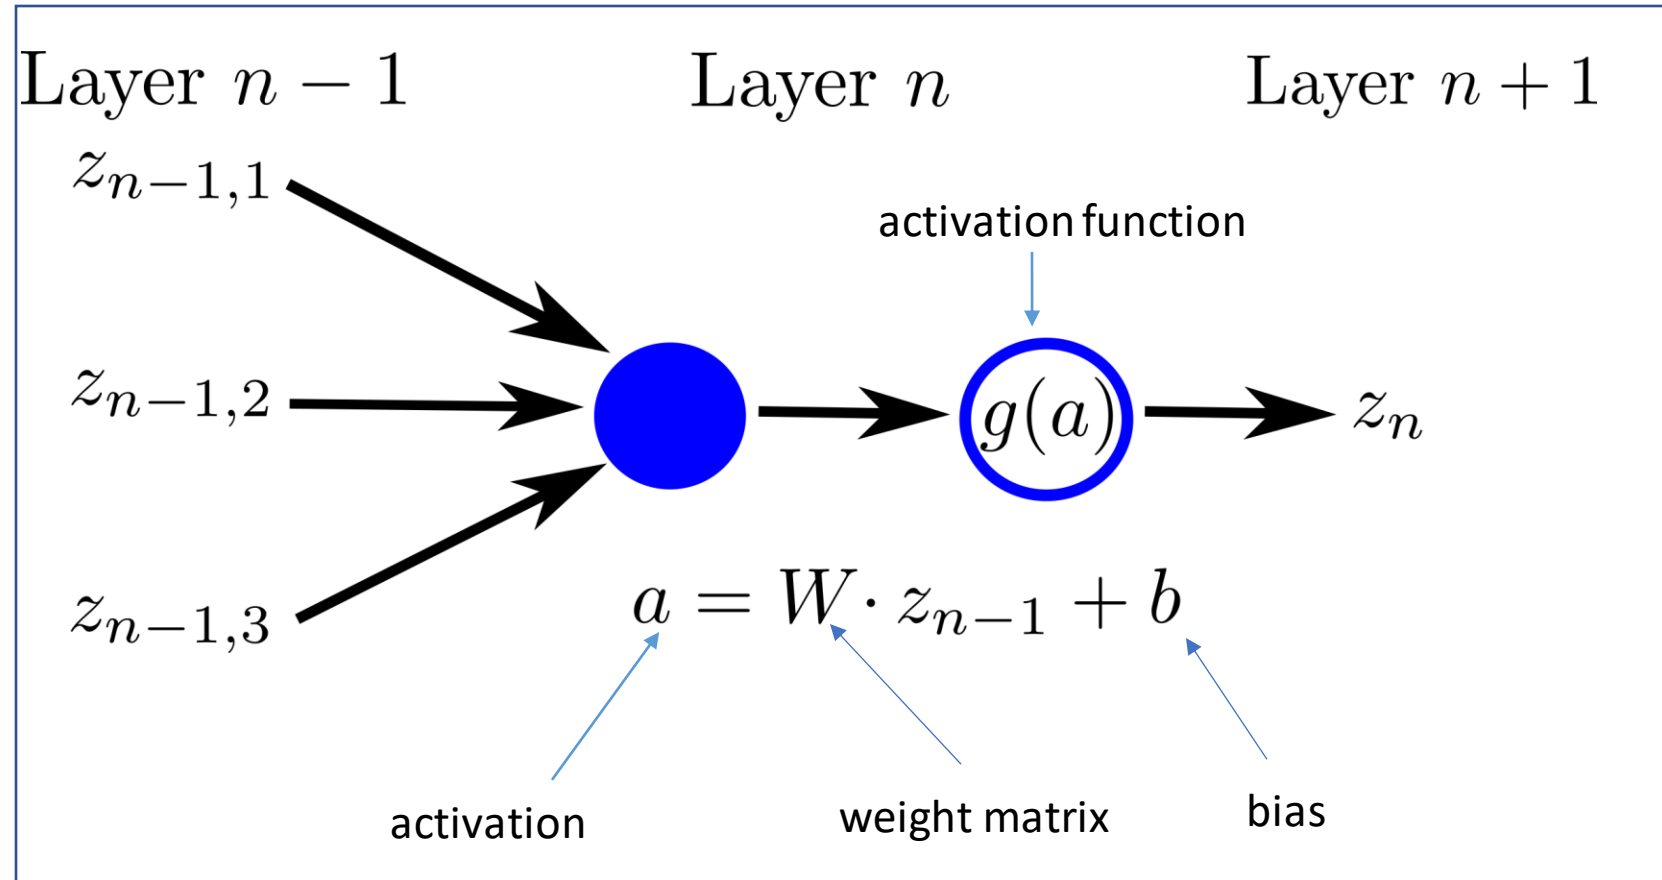 Layer n − 1 Layer n Layer n + 1
z_{n−1,1}
activation function
z_{n−1,2} g(a) z_n
a = W · z_{n−1} + b
z_{n−1,3}
activation weight matrix bias